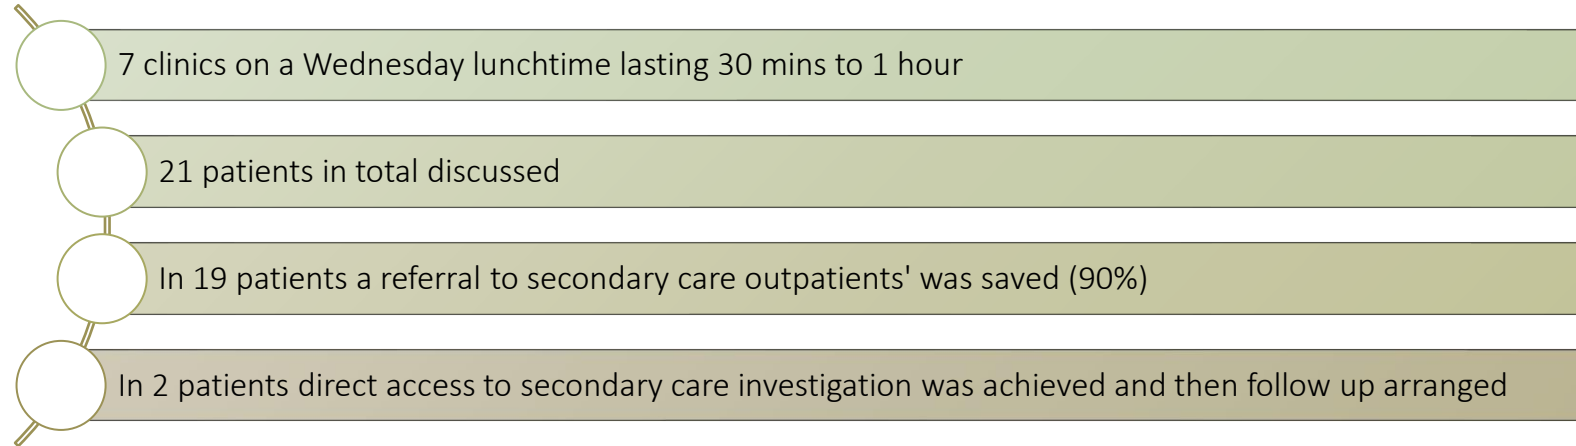 7 clinics on a Wednesday lunchtime lasting 30 mins to 1 hour
21 patients in total discussed
In 19 patients a referral to secondary care outpatients' was saved (90%)
In 2 patients direct access to secondary care investigation was achieved and then follow up arranged